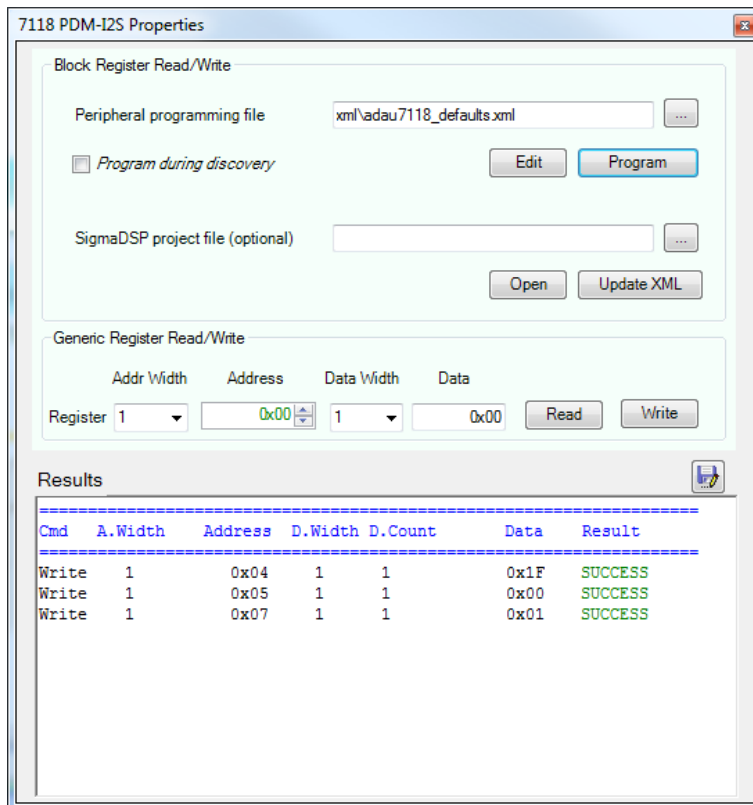 7118 PDM-I2S Properties
Block Register Read/Write
Peripheral programming file xml\adau7118_defaults.xml ...
Program during discovery Edit Program
SigmaDSP project file (optional) ...
Open Update XML
Generic Register Read/Write
Addr Width Address Data Width Data
Register 1 0x00 1 0x00 Read Write
Results
========================================================================
Cmd A.Width Address D.Width D.Count Data Result
========================================================================
Write 1 0x04 1 1 0x1F SUCCESS
Write 1 0x05 1 1 0x00 SUCCESS
Write 1 0x07 1 1 0x01 SUCCESS